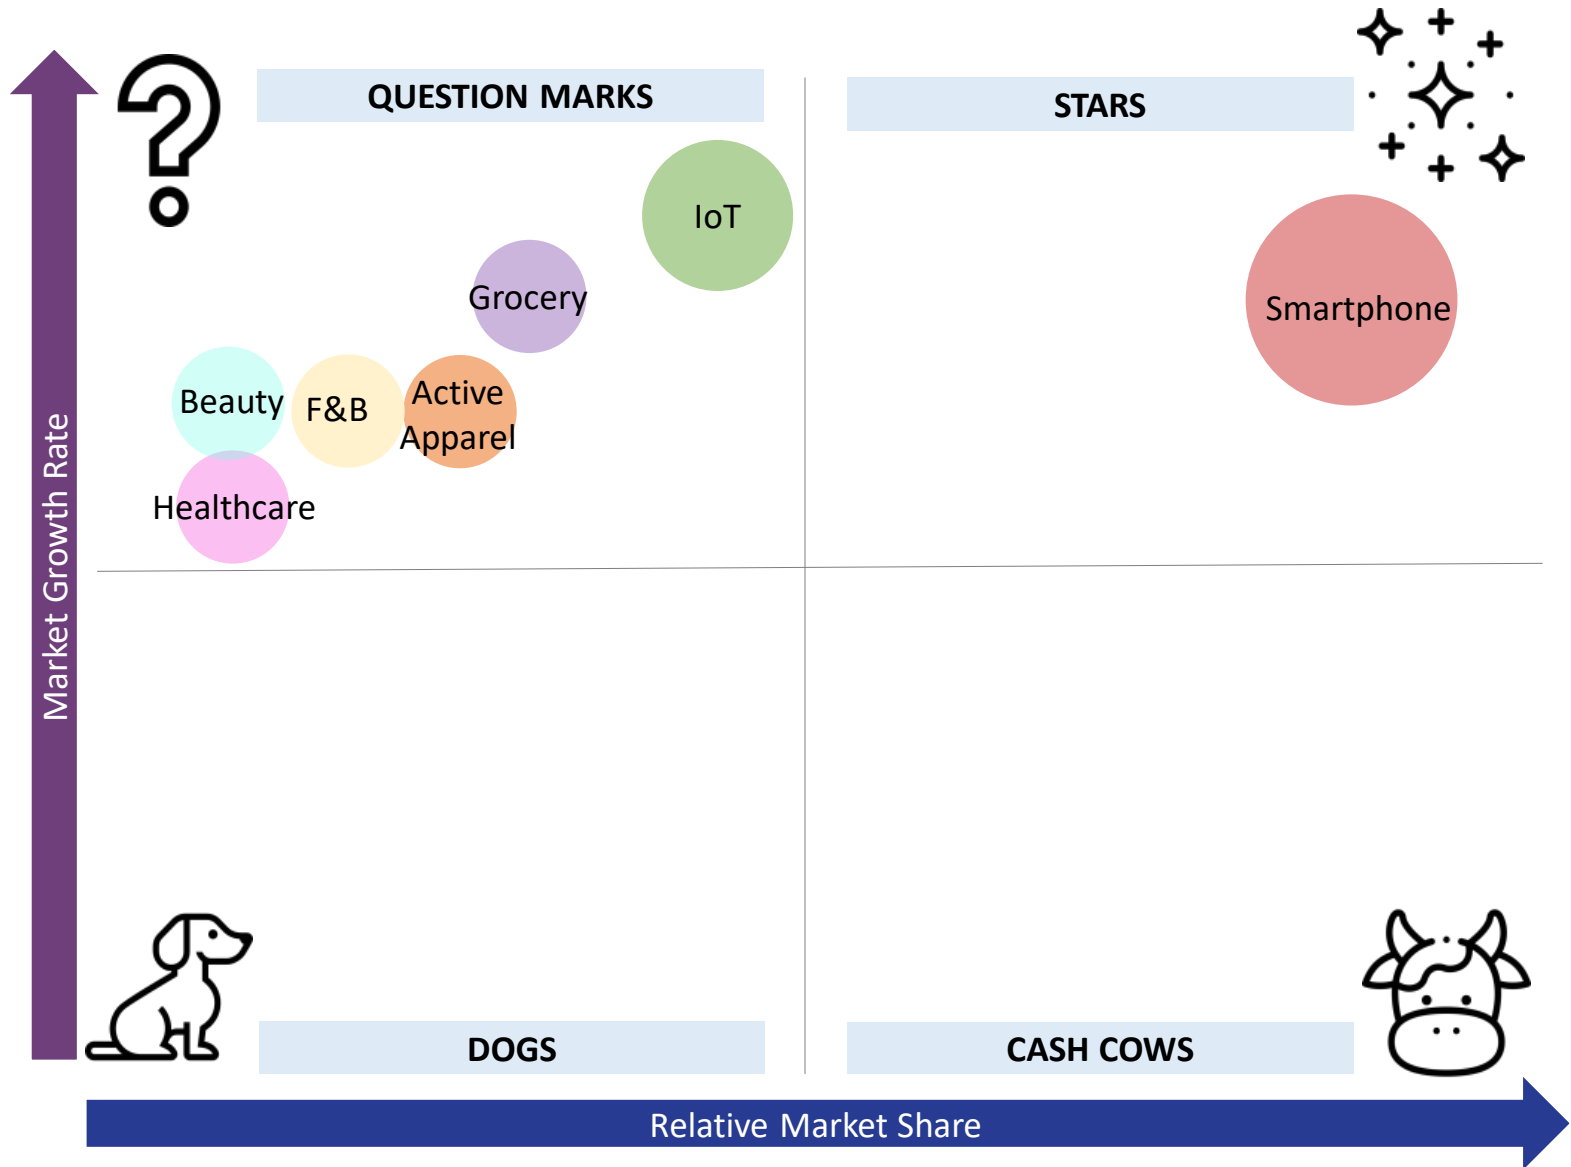 QUESTION MARKS
STARS
IoT
Grocery
Smartphone
Beauty
F&B
Active
Apparel
Healthcare
Market Growth Rate
DOGS
CASH COWS
Relative Market Share